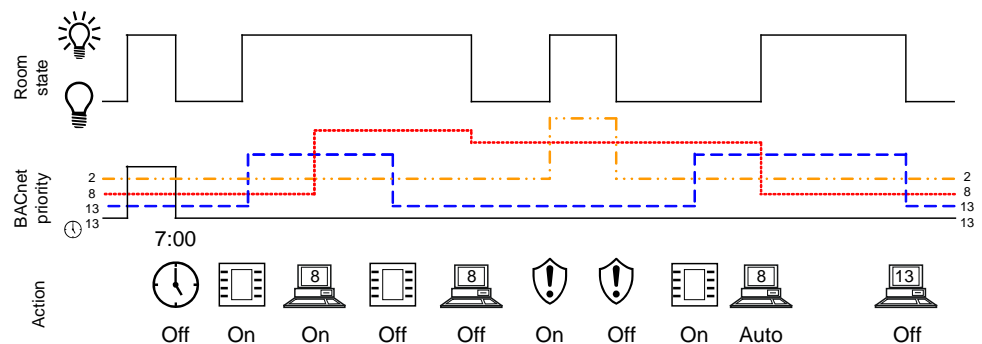 Room
state
BACnet
priority
2
8
13
13
2
8
13
13
7:00
Action
8
8
8
13
Off
On
On
Off
Off
On
Off
On
Auto
Off